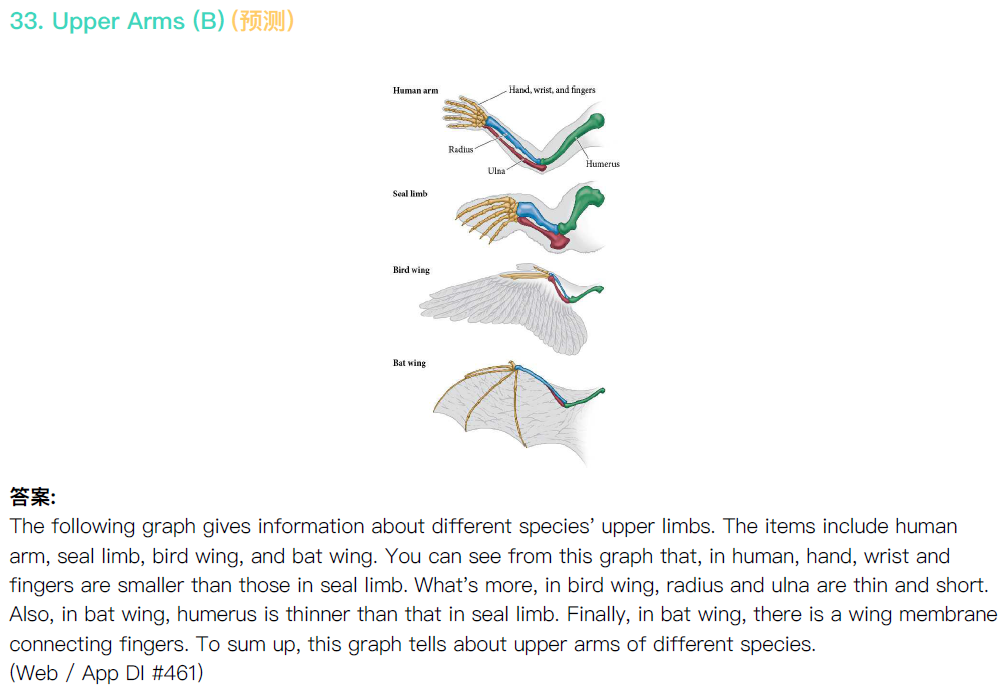 33. Upper Arms (B) (预测)
Human arm
Hand, wrist, and fingers
Radius
Ulna
Humerus
Seal limb
Bird wing
Bat wing
答案:
The following graph gives information about different species’ upper limbs. The items include human
arm, seal limb, bird wing, and bat wing. You can see from this graph that, in human, hand, wrist and
fingers are smaller than those in seal limb. What’s more, in bird wing, radius and ulna are thin and short.
Also, in bat wing, humerus is thinner than that in seal limb. Finally, in bat wing, there is a wing membrane
connecting fingers. To sum up, this graph tells about upper arms of different species.
(Web / App DI #461)